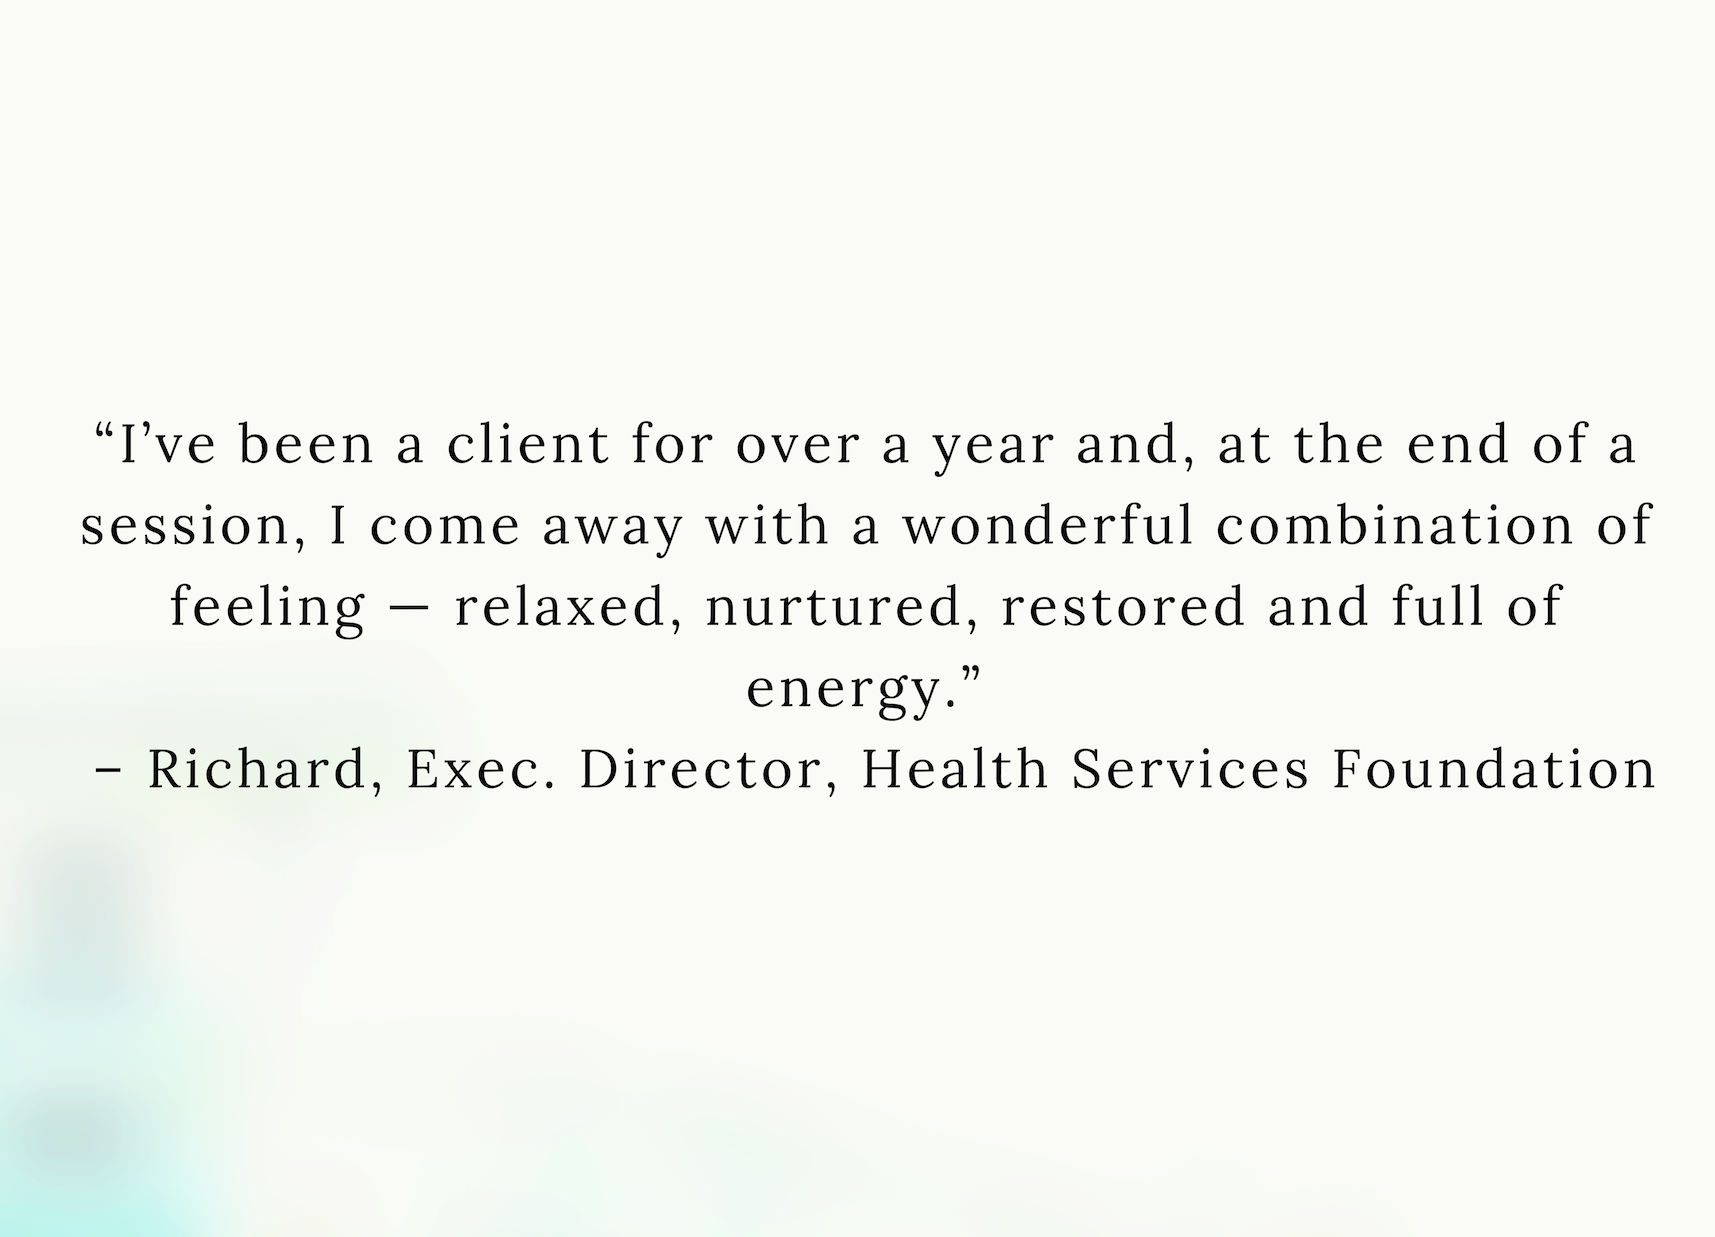 “I’ve been a client for over a year and, at the end of a
session, I come away with a wonderful combination of
feeling — relaxed, nurtured, restored and full of
energy.”
– Richard, Exec. Director, Health Services Foundation